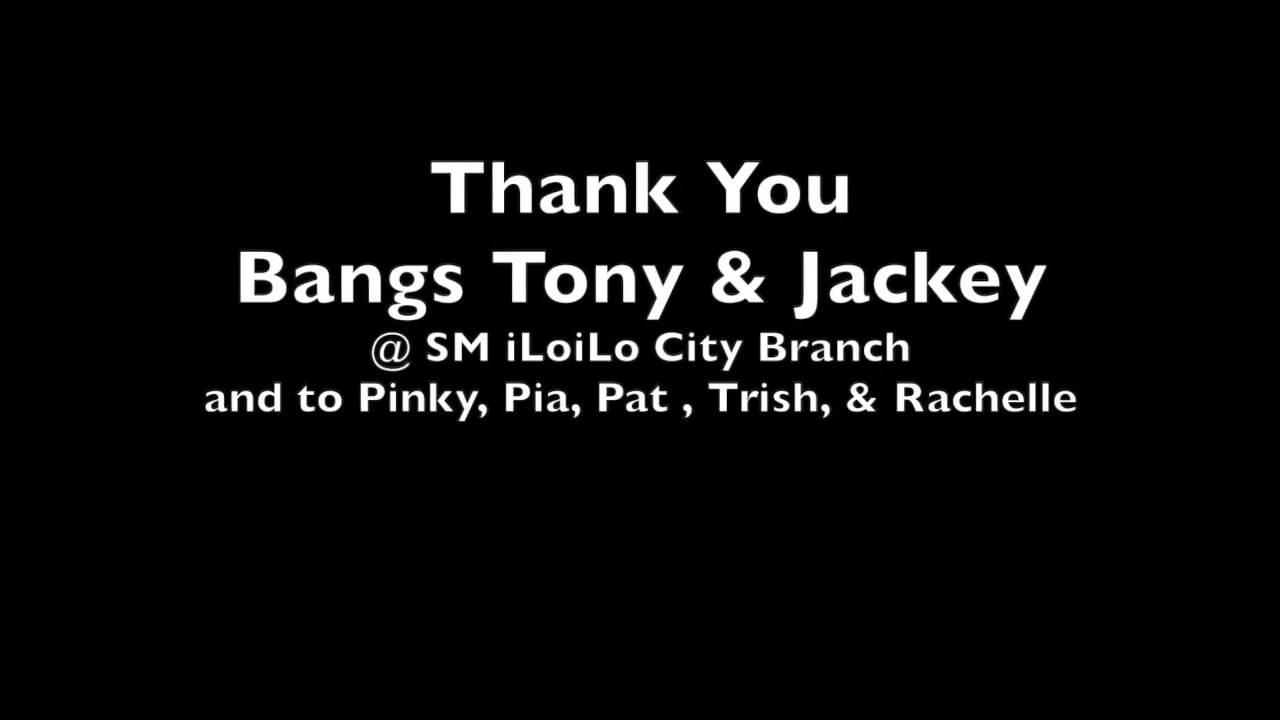 Thank You
Bangs Tony & Jackey
@ SM iLoiLo City Branch
and to Pinky, Pia, Pat , Trish, & Rachelle